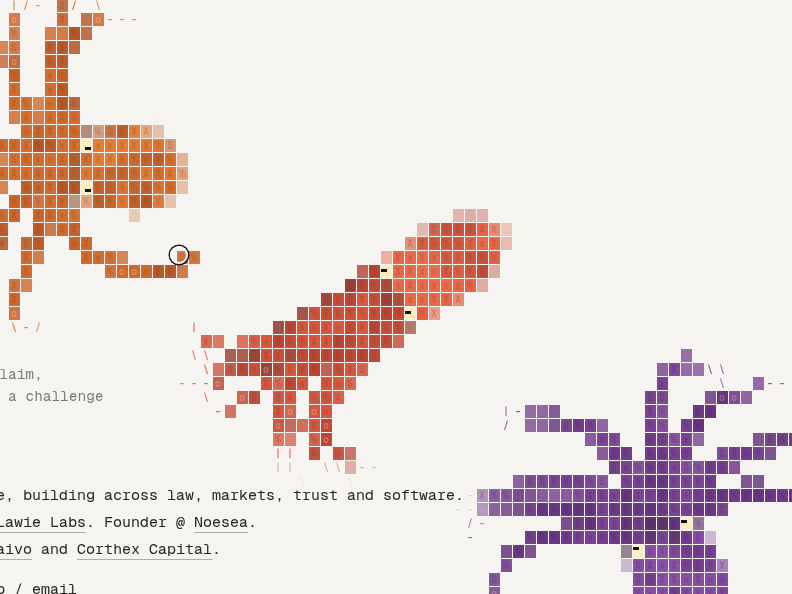 laim,
a challenge
e, building across law, markets, trust and software.
Lawie Labs. Founder @ Noesea.
aivo and Corthex Capital.
o / email